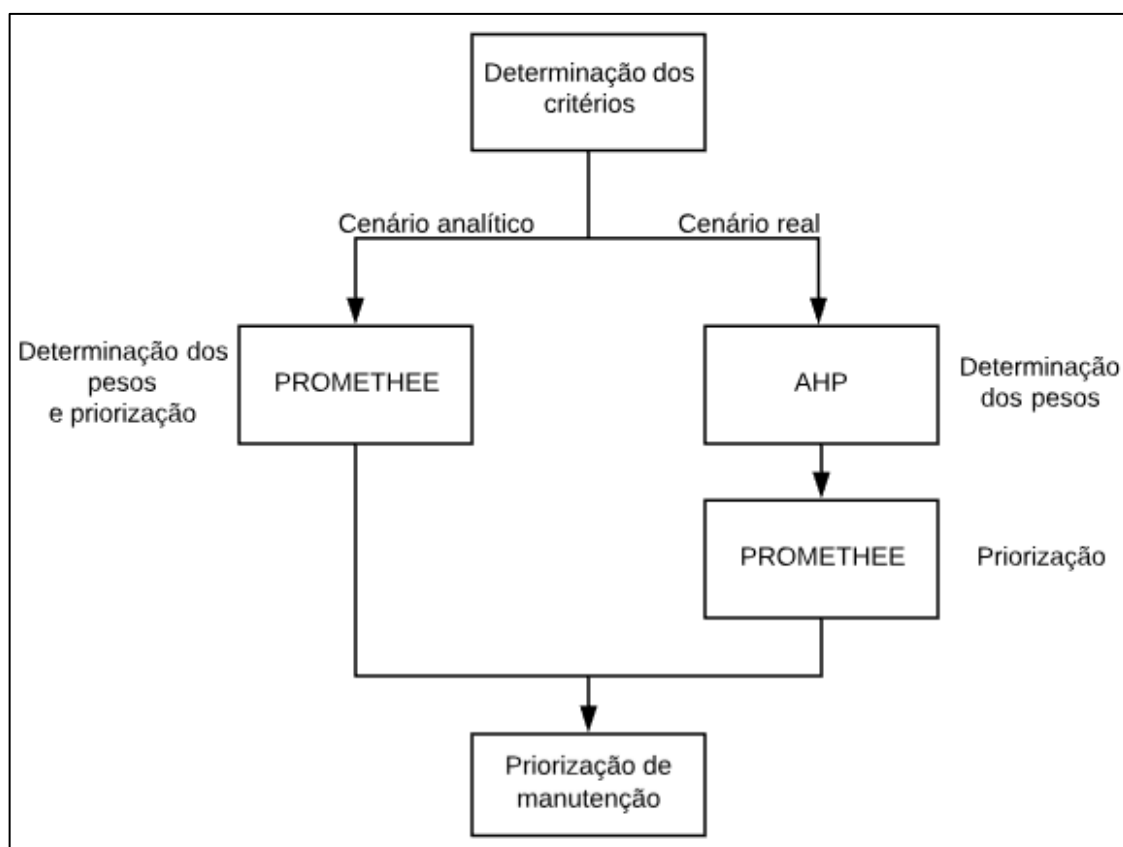 Determinação dos
critérios
Cenário analítico
Cenário real
Determinação dos
pesos
e priorização
PROMETHEE
AHP
Determinação
dos pesos
PROMETHEE
Priorização
Priorização de
manutenção